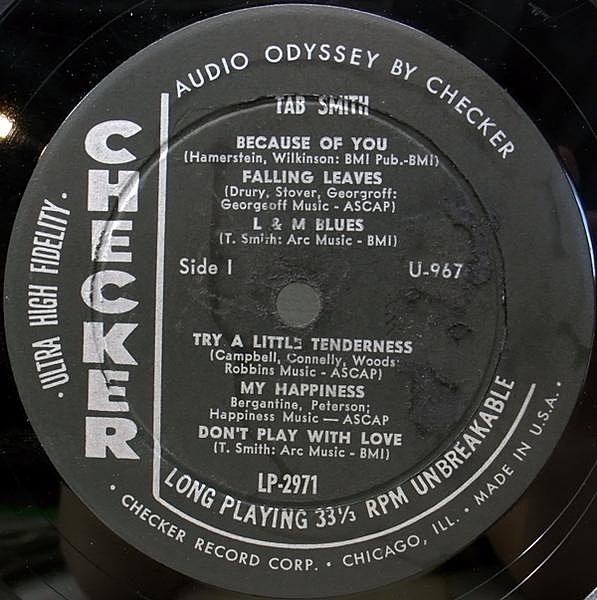 AUDIO ODYSSEY BY CHECKER
TAB SMITH
BECAUSE OF YOU
(Hamerstein, Wilkinson: BMI Pub.-BMI)
FALLING LEAVES
(Drury, Stover, Georgroff:
Georgeoff Music - ASCAP)
L & M BLUES
(T. Smith: Arc Music - BMI)
Side 1
U-967
TRY A LITTLE TENDERNESS
(Campbell, Connelly, Woods:
Robbins Music - ASCAP)
MY HAPPINESS
Bergantine, Peterson;
Happiness Music — ASCAP
DON'T PLAY WITH LOVE
(T. Smith: Arc Music - BMI)
LP-2971
LONG PLAYING 33⅓ RPM UNBREAKABLE
CHECKER
· ULTRA HIGH FIDELITY ·
· CHECKER RECORD CORP. · CHICAGO, ILL. · MADE IN U.S.A. ·